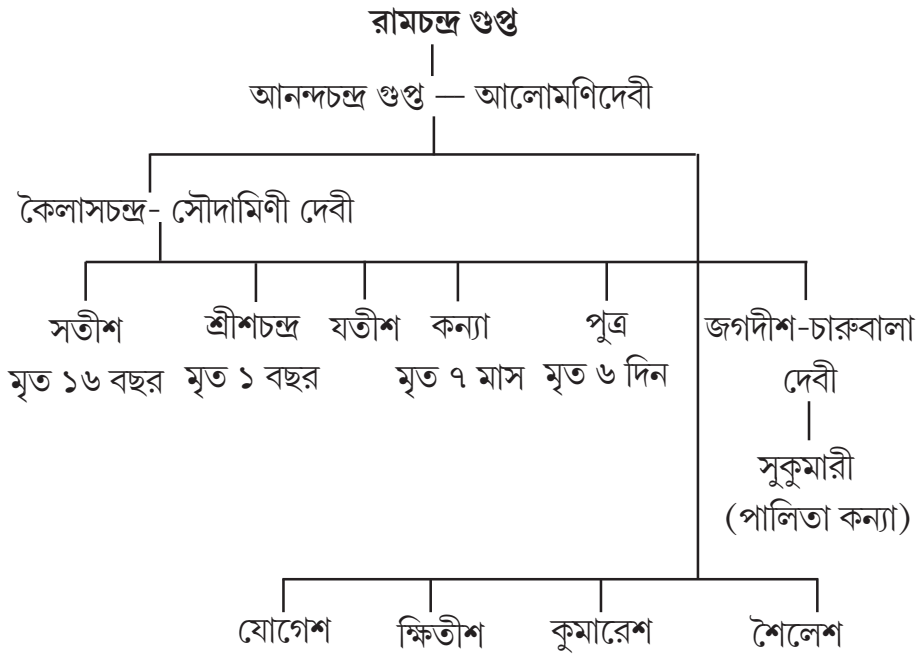 রামচন্দ্র গুপ্ত
আনন্দচন্দ্র গুপ্ত — আলোমণিদেবী
কৈলাসচন্দ্র- সৌদামিণী দেবী
সতীশ শ্রীশচন্দ্র যতীশ কন্যা পুত্র জগদীশ-চারুবালা
মৃত ১৬ বছর মৃত ১ বছর মৃত ৭ মাস মৃত ৬ দিন দেবী
সুকুমারী
(পালিতা কন্যা)
যোগেশ ক্ষিতীশ কুমারেশ শৈলেশ